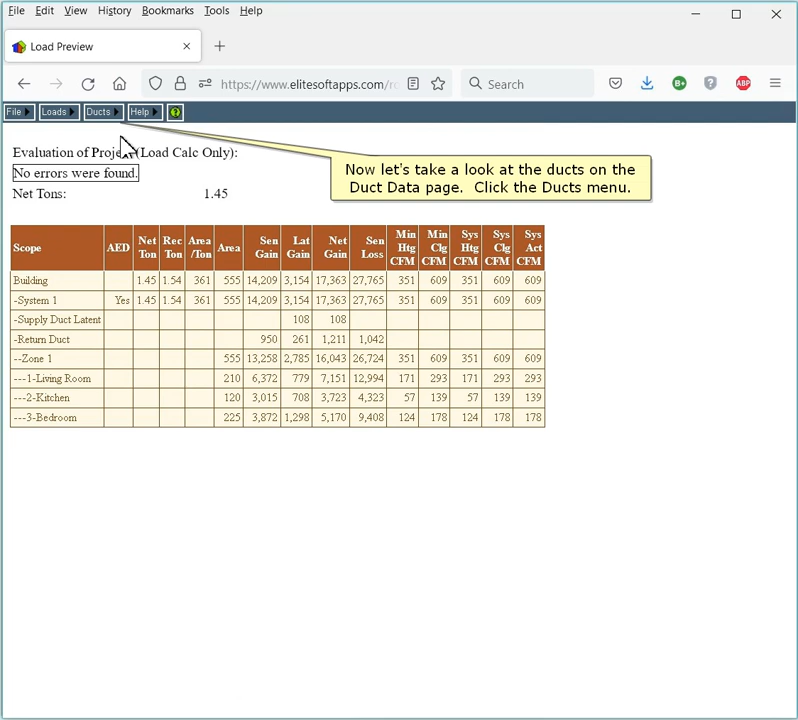 File Edit View History Bookmarks Tools Help
Load Preview
https://www.elitesoftapps.com/ro
Search
B+
ABP
File Loads Ducts Help ?
Evaluation of Project (Load Calc Only):
No errors were found.
Net Tons: 1.45
Now let's take a look at the ducts on the
Duct Data page. Click the Ducts menu.
Scope AED Net Ton Rec Ton Area /Ton Area Sen Gain Lat Gain Net Gain Sen Loss Min Htg CFM Min Clg CFM Sys Htg CFM Sys Clg CFM Sys Act CFM
Building 1.45 1.54 361 555 14,209 3,154 17,363 27,765 351 609 351 609 609
-System 1 Yes 1.45 1.54 361 555 14,209 3,154 17,363 27,765 351 609 351 609 609
-Supply Duct Latent 108 108
-Return Duct 950 261 1,211 1,042
--Zone 1 555 13,258 2,785 16,043 26,724 351 609 351 609 609
---1-Living Room 210 6,372 779 7,151 12,994 171 293 171 293 293
---2-Kitchen 120 3,015 708 3,723 4,323 57 139 57 139 139
---3-Bedroom 225 3,872 1,298 5,170 9,408 124 178 124 178 178